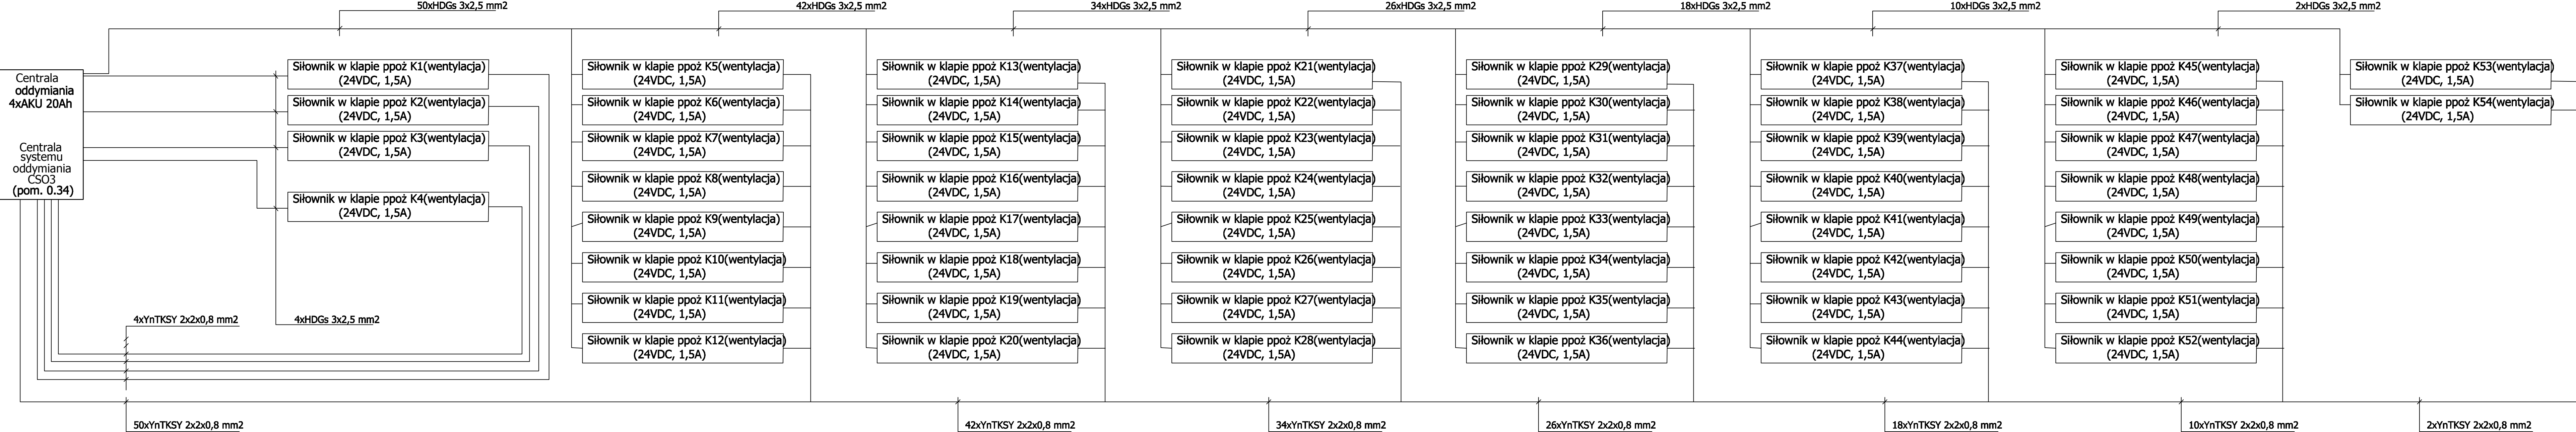 50xHDGs 3x2,5 mm2
42xHDGs 3x2,5 mm2
34xHDGs 3x2,5 mm2
26xHDGs 3x2,5 mm2
18xHDGs 3x2,5 mm2
10xHDGs 3x2,5 mm2
2xHDGs 3x2,5 mm2
Centrala
oddymiania
4xAKU 20Ah
Centrala
systemu
oddymiania
CSO3
(pom. 0.34)
Siłownik w klapie ppoż K1(wentylacja)
(24VDC, 1,5A)
Siłownik w klapie ppoż K2(wentylacja)
(24VDC, 1,5A)
Siłownik w klapie ppoż K3(wentylacja)
(24VDC, 1,5A)
Siłownik w klapie ppoż K4(wentylacja)
(24VDC, 1,5A)
4xYnTKSY 2x2x0,8 mm2
4xHDGs 3x2,5 mm2
Siłownik w klapie ppoż K5(wentylacja)
(24VDC, 1,5A)
Siłownik w klapie ppoż K6(wentylacja)
(24VDC, 1,5A)
Siłownik w klapie ppoż K7(wentylacja)
(24VDC, 1,5A)
Siłownik w klapie ppoż K8(wentylacja)
(24VDC, 1,5A)
Siłownik w klapie ppoż K9(wentylacja)
(24VDC, 1,5A)
Siłownik w klapie ppoż K10(wentylacja)
(24VDC, 1,5A)
Siłownik w klapie ppoż K11(wentylacja)
(24VDC, 1,5A)
Siłownik w klapie ppoż K12(wentylacja)
(24VDC, 1,5A)
Siłownik w klapie ppoż K13(wentylacja)
(24VDC, 1,5A)
Siłownik w klapie ppoż K14(wentylacja)
(24VDC, 1,5A)
Siłownik w klapie ppoż K15(wentylacja)
(24VDC, 1,5A)
Siłownik w klapie ppoż K16(wentylacja)
(24VDC, 1,5A)
Siłownik w klapie ppoż K17(wentylacja)
(24VDC, 1,5A)
Siłownik w klapie ppoż K18(wentylacja)
(24VDC, 1,5A)
Siłownik w klapie ppoż K19(wentylacja)
(24VDC, 1,5A)
Siłownik w klapie ppoż K20(wentylacja)
(24VDC, 1,5A)
Siłownik w klapie ppoż K21(wentylacja)
(24VDC, 1,5A)
Siłownik w klapie ppoż K22(wentylacja)
(24VDC, 1,5A)
Siłownik w klapie ppoż K23(wentylacja)
(24VDC, 1,5A)
Siłownik w klapie ppoż K24(wentylacja)
(24VDC, 1,5A)
Siłownik w klapie ppoż K25(wentylacja)
(24VDC, 1,5A)
Siłownik w klapie ppoż K26(wentylacja)
(24VDC, 1,5A)
Siłownik w klapie ppoż K27(wentylacja)
(24VDC, 1,5A)
Siłownik w klapie ppoż K28(wentylacja)
(24VDC, 1,5A)
Siłownik w klapie ppoż K29(wentylacja)
(24VDC, 1,5A)
Siłownik w klapie ppoż K30(wentylacja)
(24VDC, 1,5A)
Siłownik w klapie ppoż K31(wentylacja)
(24VDC, 1,5A)
Siłownik w klapie ppoż K32(wentylacja)
(24VDC, 1,5A)
Siłownik w klapie ppoż K33(wentylacja)
(24VDC, 1,5A)
Siłownik w klapie ppoż K34(wentylacja)
(24VDC, 1,5A)
Siłownik w klapie ppoż K35(wentylacja)
(24VDC, 1,5A)
Siłownik w klapie ppoż K36(wentylacja)
(24VDC, 1,5A)
Siłownik w klapie ppoż K37(wentylacja)
(24VDC, 1,5A)
Siłownik w klapie ppoż K38(wentylacja)
(24VDC, 1,5A)
Siłownik w klapie ppoż K39(wentylacja)
(24VDC, 1,5A)
Siłownik w klapie ppoż K40(wentylacja)
(24VDC, 1,5A)
Siłownik w klapie ppoż K41(wentylacja)
(24VDC, 1,5A)
Siłownik w klapie ppoż K42(wentylacja)
(24VDC, 1,5A)
Siłownik w klapie ppoż K43(wentylacja)
(24VDC, 1,5A)
Siłownik w klapie ppoż K44(wentylacja)
(24VDC, 1,5A)
Siłownik w klapie ppoż K45(wentylacja)
(24VDC, 1,5A)
Siłownik w klapie ppoż K46(wentylacja)
(24VDC, 1,5A)
Siłownik w klapie ppoż K47(wentylacja)
(24VDC, 1,5A)
Siłownik w klapie ppoż K48(wentylacja)
(24VDC, 1,5A)
Siłownik w klapie ppoż K49(wentylacja)
(24VDC, 1,5A)
Siłownik w klapie ppoż K50(wentylacja)
(24VDC, 1,5A)
Siłownik w klapie ppoż K51(wentylacja)
(24VDC, 1,5A)
Siłownik w klapie ppoż K52(wentylacja)
(24VDC, 1,5A)
Siłownik w klapie ppoż K53(wentylacja)
(24VDC, 1,5A)
Siłownik w klapie ppoż K54(wentylacja)
(24VDC, 1,5A)
50xYnTKSY 2x2x0,8 mm2
42xYnTKSY 2x2x0,8 mm2
34xYnTKSY 2x2x0,8 mm2
26xYnTKSY 2x2x0,8 mm2
18xYnTKSY 2x2x0,8 mm2
10xYnTKSY 2x2x0,8 mm2
2xYnTKSY 2x2x0,8 mm2